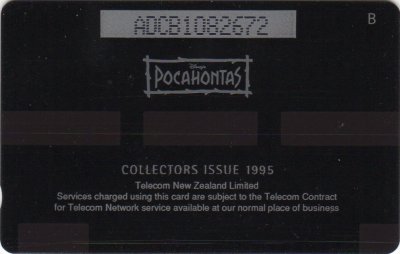 ADCB1082672
B
Disney's
POCAHONTAS
COLLECTORS ISSUE 1995
Telecom New Zealand Limited
Services charged using this card are subject to the Telecom Contract
for Telecom Network service available at our normal place of business